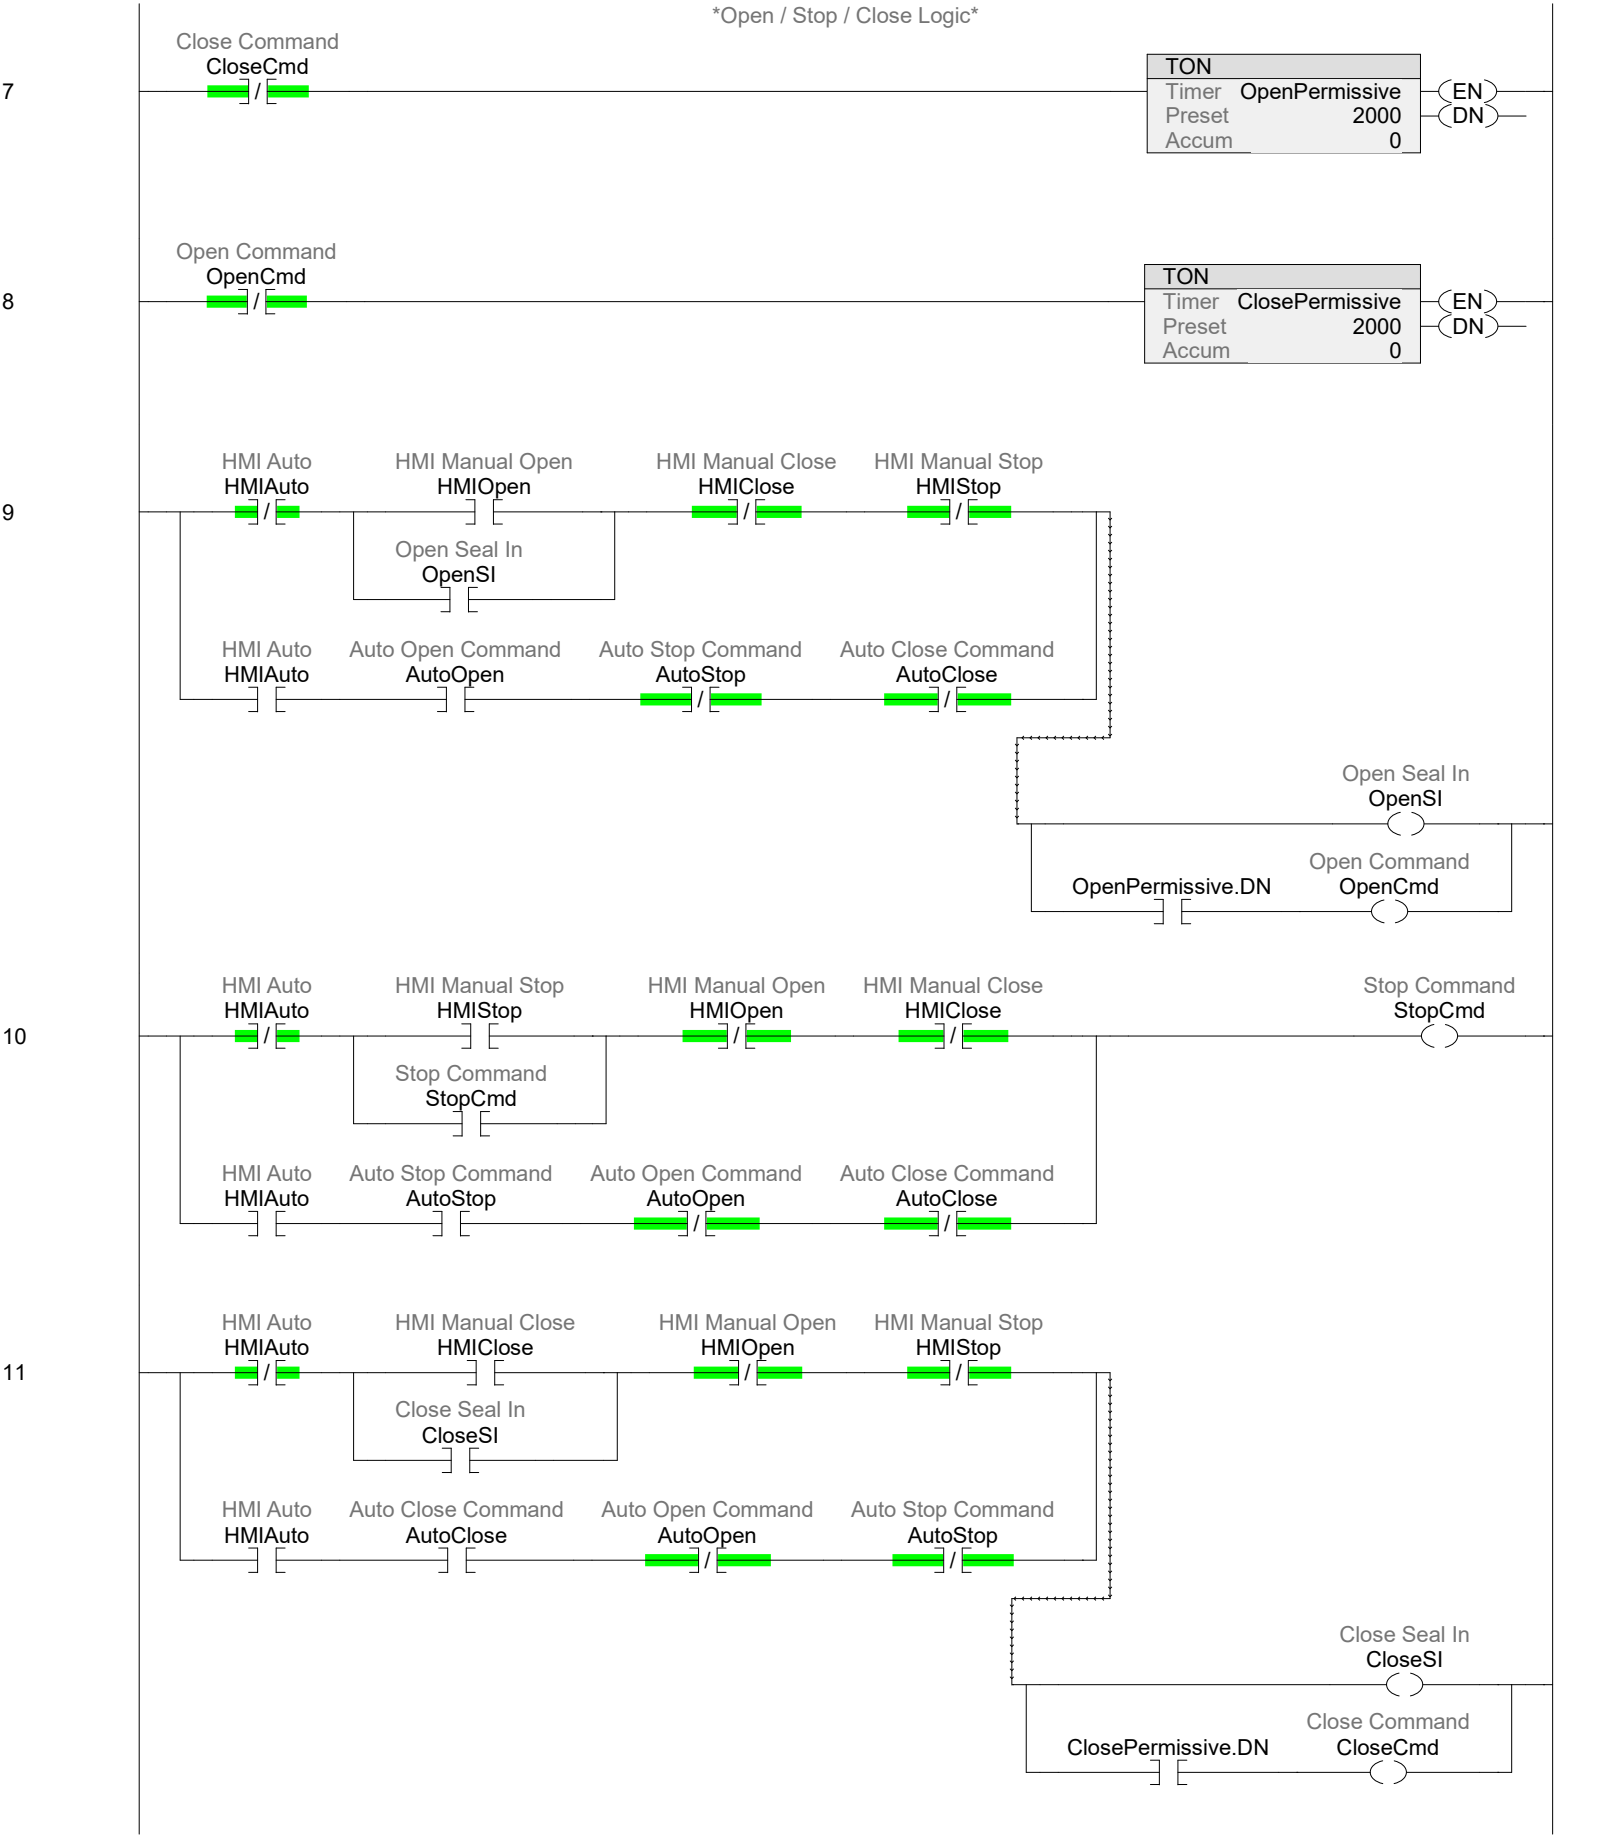 *Open / Stop / Close Logic*
Close Command
CloseCmd
7
/
TON
Timer OpenPermissive
Preset 2000
Accum 0
EN
DN
Open Command
OpenCmd
8
/
TON
Timer ClosePermissive
Preset 2000
Accum 0
EN
DN
HMI Auto HMI Manual Open HMI Manual Close HMI Manual Stop
HMIAuto HMIOpen HMIClose HMIStop
9
/ / /
Open Seal In
OpenSI
HMI Auto Auto Open Command Auto Stop Command Auto Close Command
HMIAuto AutoOpen AutoStop AutoClose
/ /
Open Seal In
OpenSI
Open Command
OpenPermissive.DN OpenCmd
HMI Auto HMI Manual Stop HMI Manual Open HMI Manual Close Stop Command
HMIAuto HMIStop HMIOpen HMIClose StopCmd
10
/ / /
Stop Command
StopCmd
HMI Auto Auto Stop Command Auto Open Command Auto Close Command
HMIAuto AutoStop AutoOpen AutoClose
/ /
HMI Auto HMI Manual Close HMI Manual Open HMI Manual Stop
HMIAuto HMIClose HMIOpen HMIStop
11
/ / /
Close Seal In
CloseSI
HMI Auto Auto Close Command Auto Open Command Auto Stop Command
HMIAuto AutoClose AutoOpen AutoStop
/ /
Close Seal In
CloseSI
Close Command
ClosePermissive.DN CloseCmd